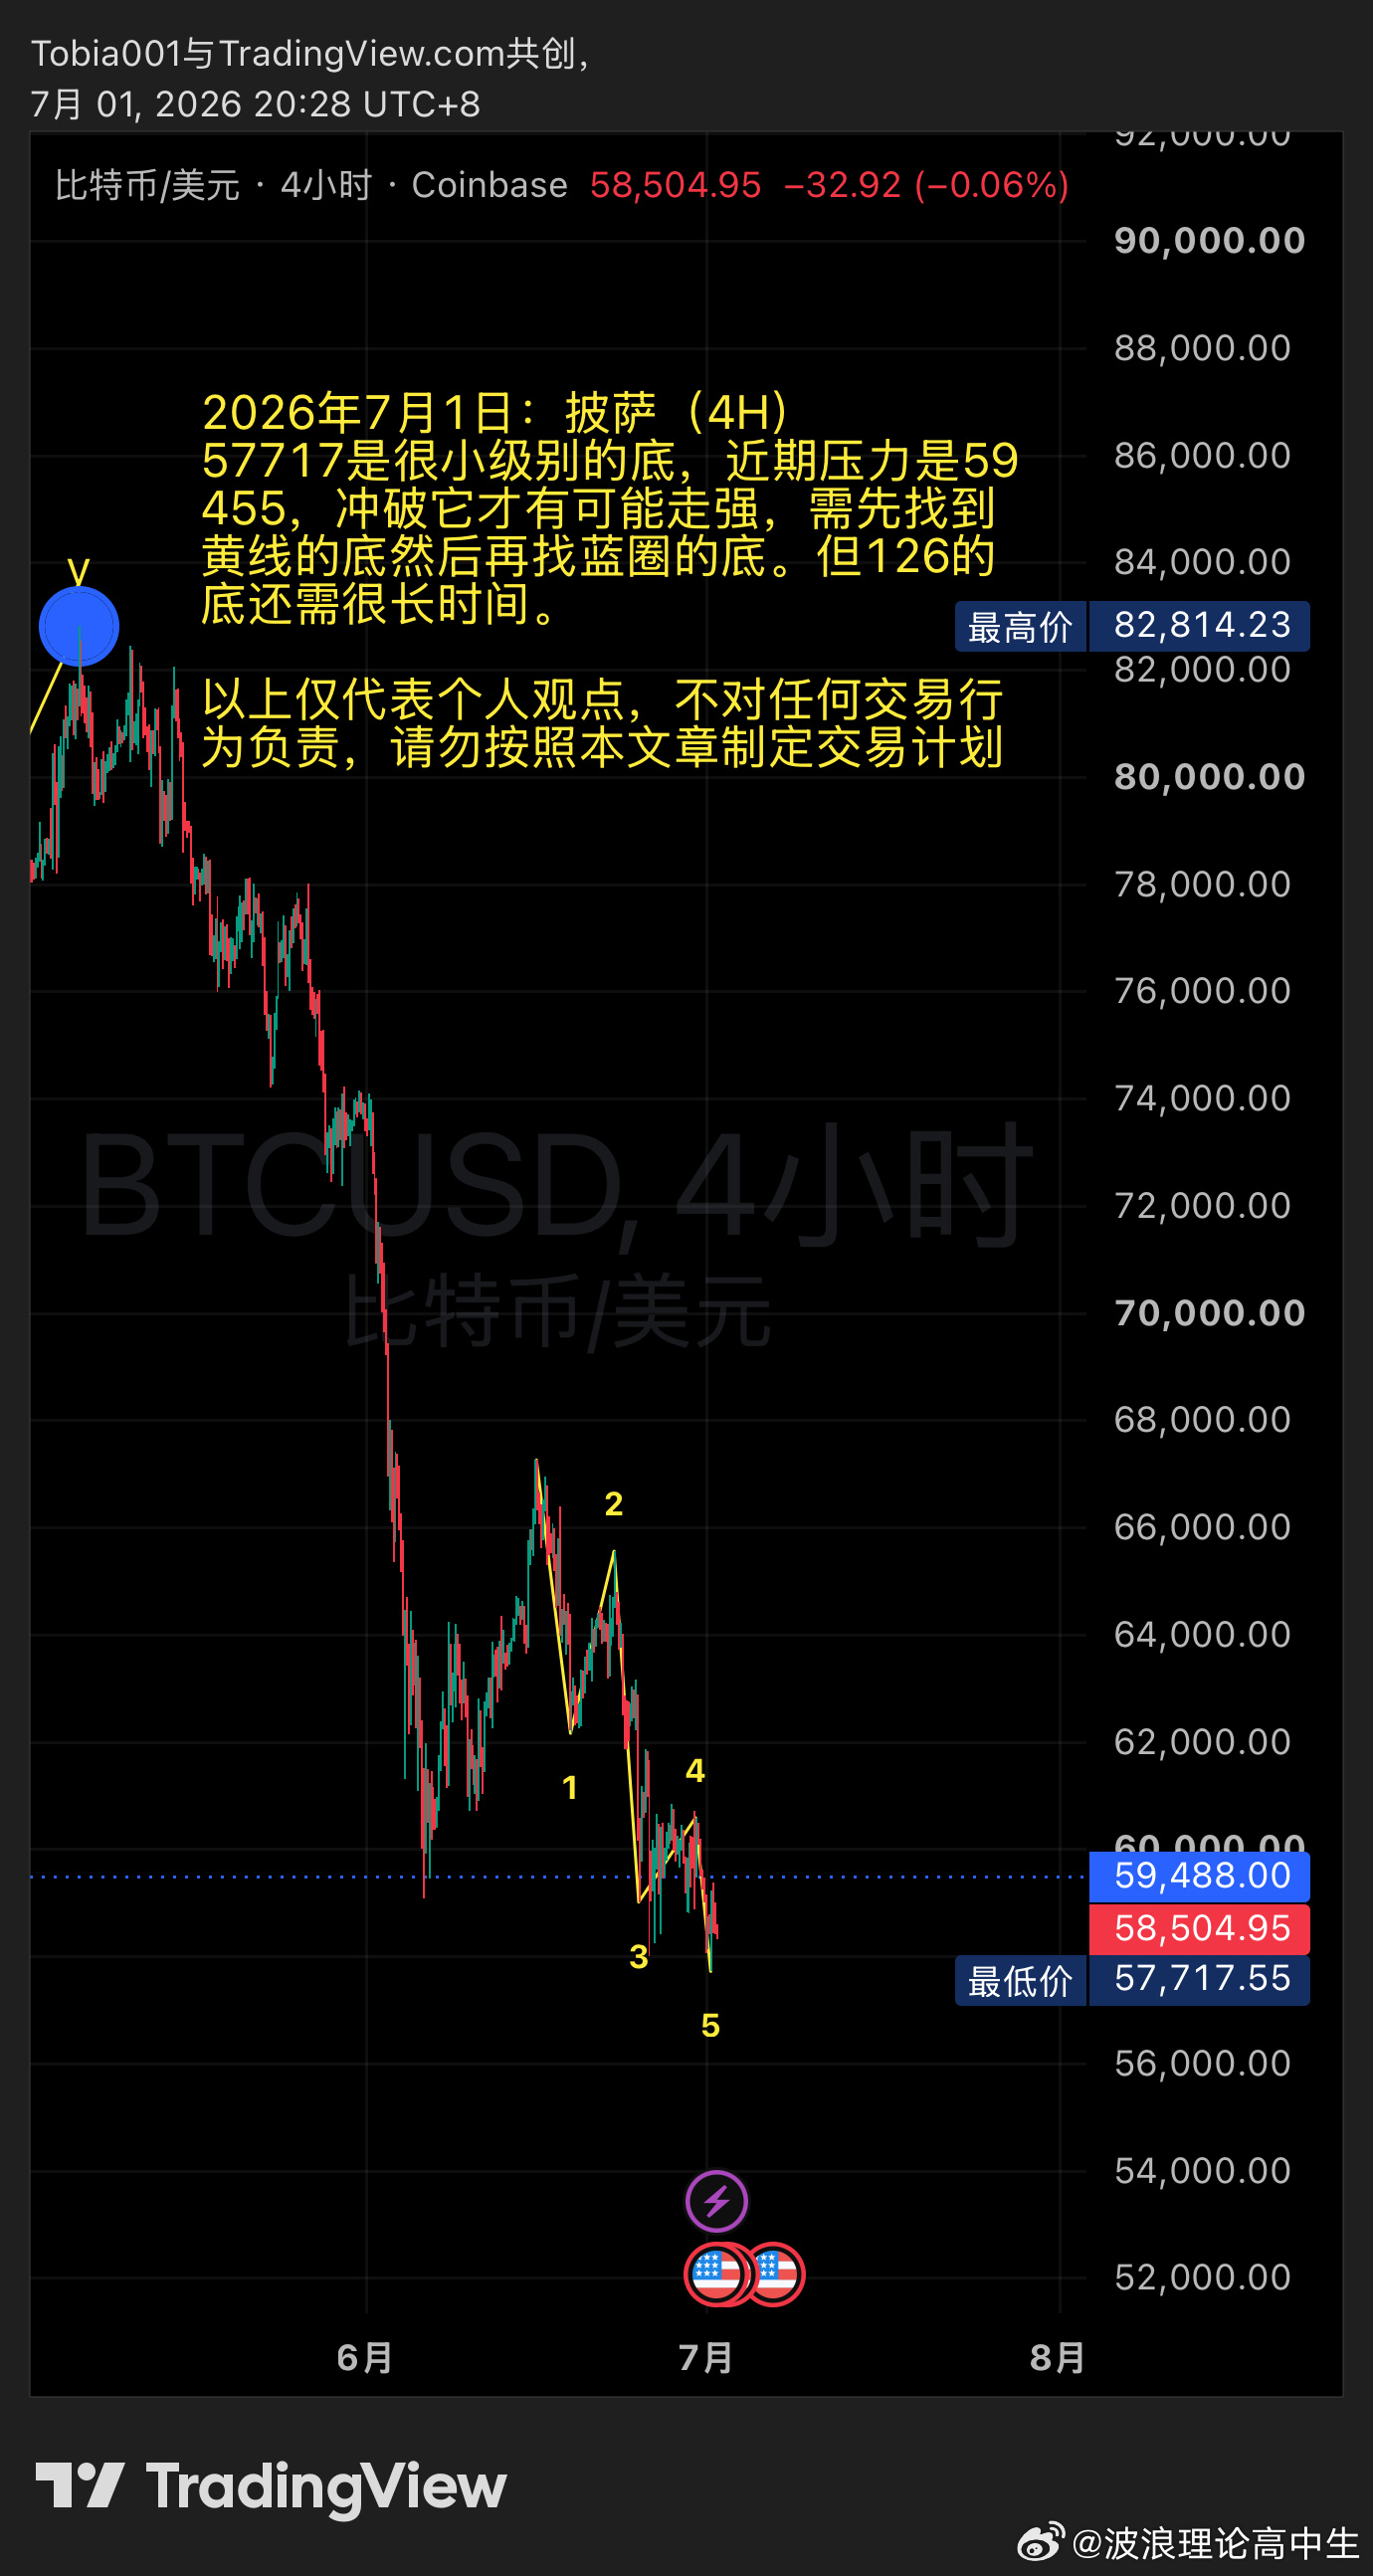 Tobia001与TradingView.com共创，
7月 01, 2026 20:28 UTC+8
92,000.00
比特币/美元 · 4小时 · Coinbase 58,504.95 −32.92 (−0.06%)
90,000.00
88,000.00
2026年7月1日：披萨（4H）
57717是很小级别的底，近期压力是59
86,000.00
455，冲破它才有可能走强，需先找到
黄线的底然后再找蓝圈的底。但126的
84,000.00
底还需很长时间。
V
最高价 82,814.23
82,000.00
以上仅代表个人观点，不对任何交易行
为负责，请勿按照本文章制定交易计划
80,000.00
78,000.00
76,000.00
74,000.00
BTCUSD, 4小时
72,000.00
比特币/美元
70,000.00
68,000.00
2
66,000.00
64,000.00
62,000.00
4
1
60,000.00
59,488.00
58,504.95
3
最低价 57,717.55
5
56,000.00
54,000.00
52,000.00
6月 7月 8月
TradingView
@波浪理论高中生